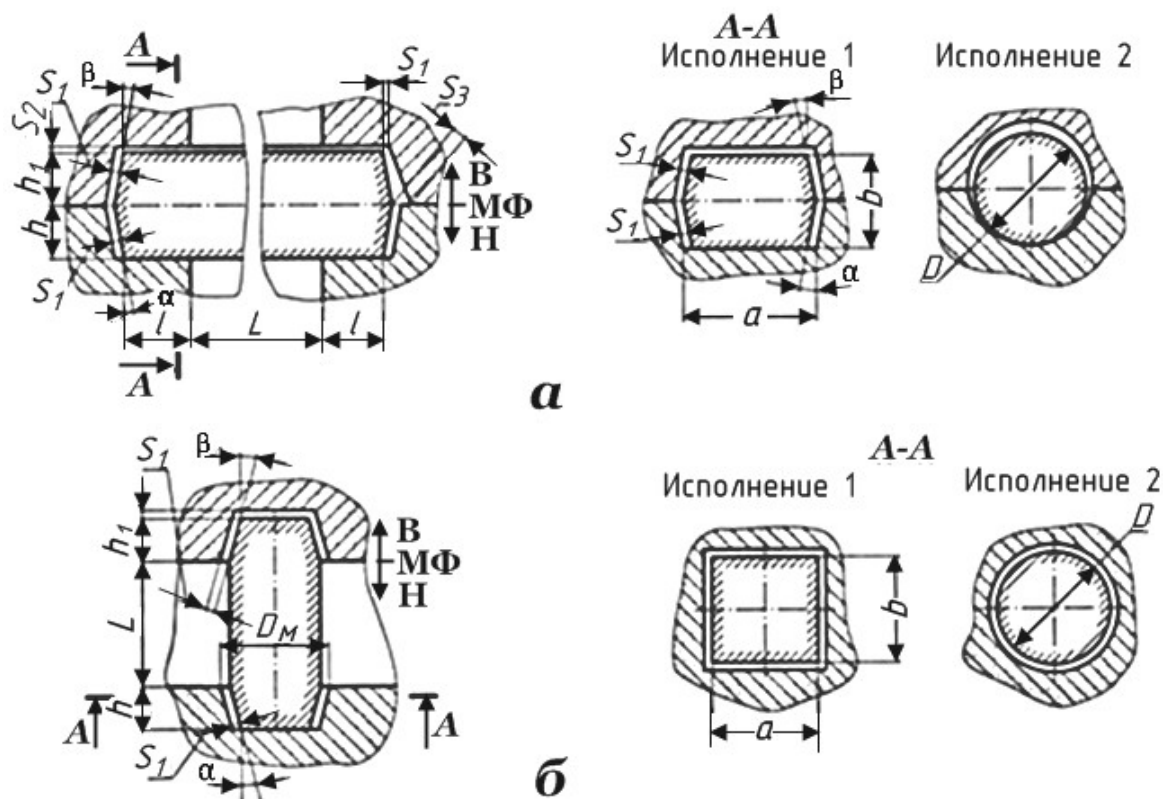 A
β
S₁
S₁
S₃
S₂
h₁
h
В
МФ
Н
S₁
α
l
L
l
A
A-A
Исполнение 1
Исполнение 2
β
S₁
b
S₁
α
a
D
а
β
S₁
h₁
В
МФ
Н
L
Dм
h
A
A
S₁
α
A-A
Исполнение 1
Исполнение 2
D
b
a
б